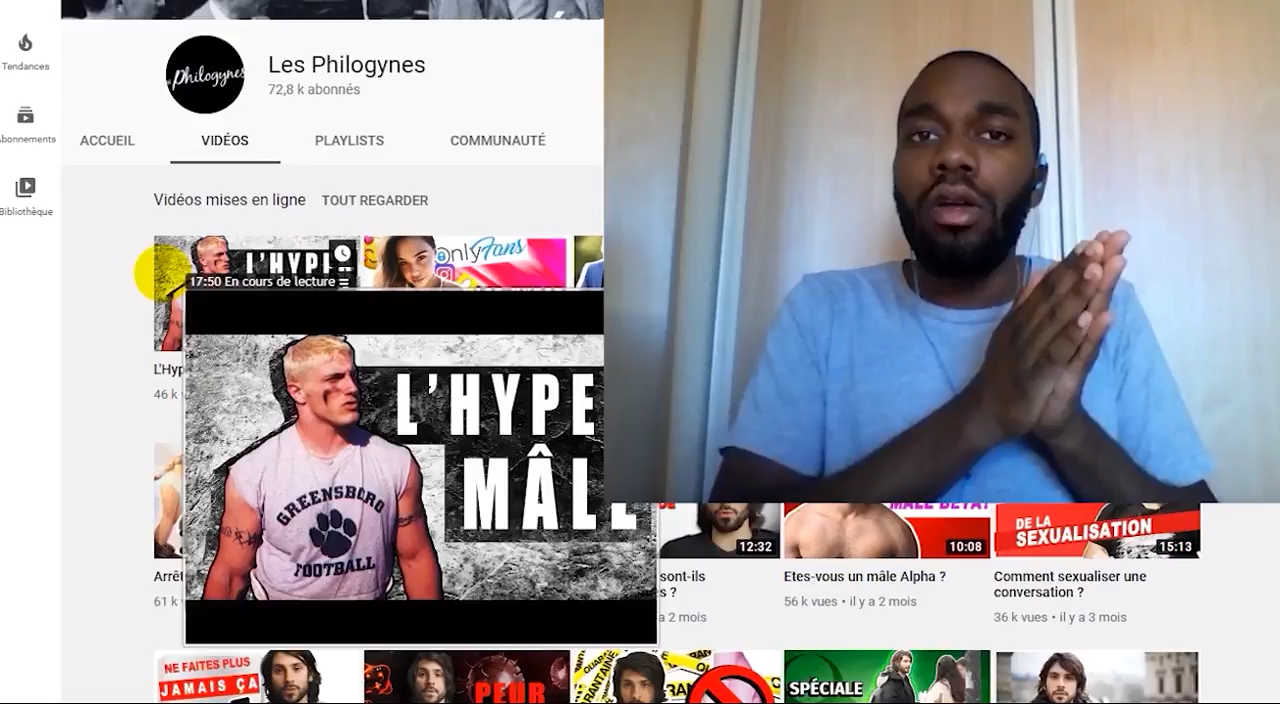 Tendances
Abonnements
Bibliothèque
Philogynes
Les Philogynes
72,8 k abonnés
ACCUEIL
VIDÉOS
PLAYLISTS
COMMUNAUTÉ
Vidéos mises en ligne
TOUT REGARDER
L'HYPE
OnlyFans
17:50 En cours de lecture
L'HYPE
MÂL
GREENSBORO
FOOTBALL
L'Hyp
46 k
Arrêt
61 k
12:32
sont-ils
s ?
a 2 mois
MÂLE BÊTA?
10:08
Etes-vous un mâle Alpha ?
56 k vues • il y a 2 mois
DE LA
SEXUALISATION
15:13
Comment sexualiser une
conversation ?
36 k vues • il y a 3 mois
NE FAITES PLUS
JAMAIS ÇA
PEUR
QUARANTAINE
SPÉCIALE